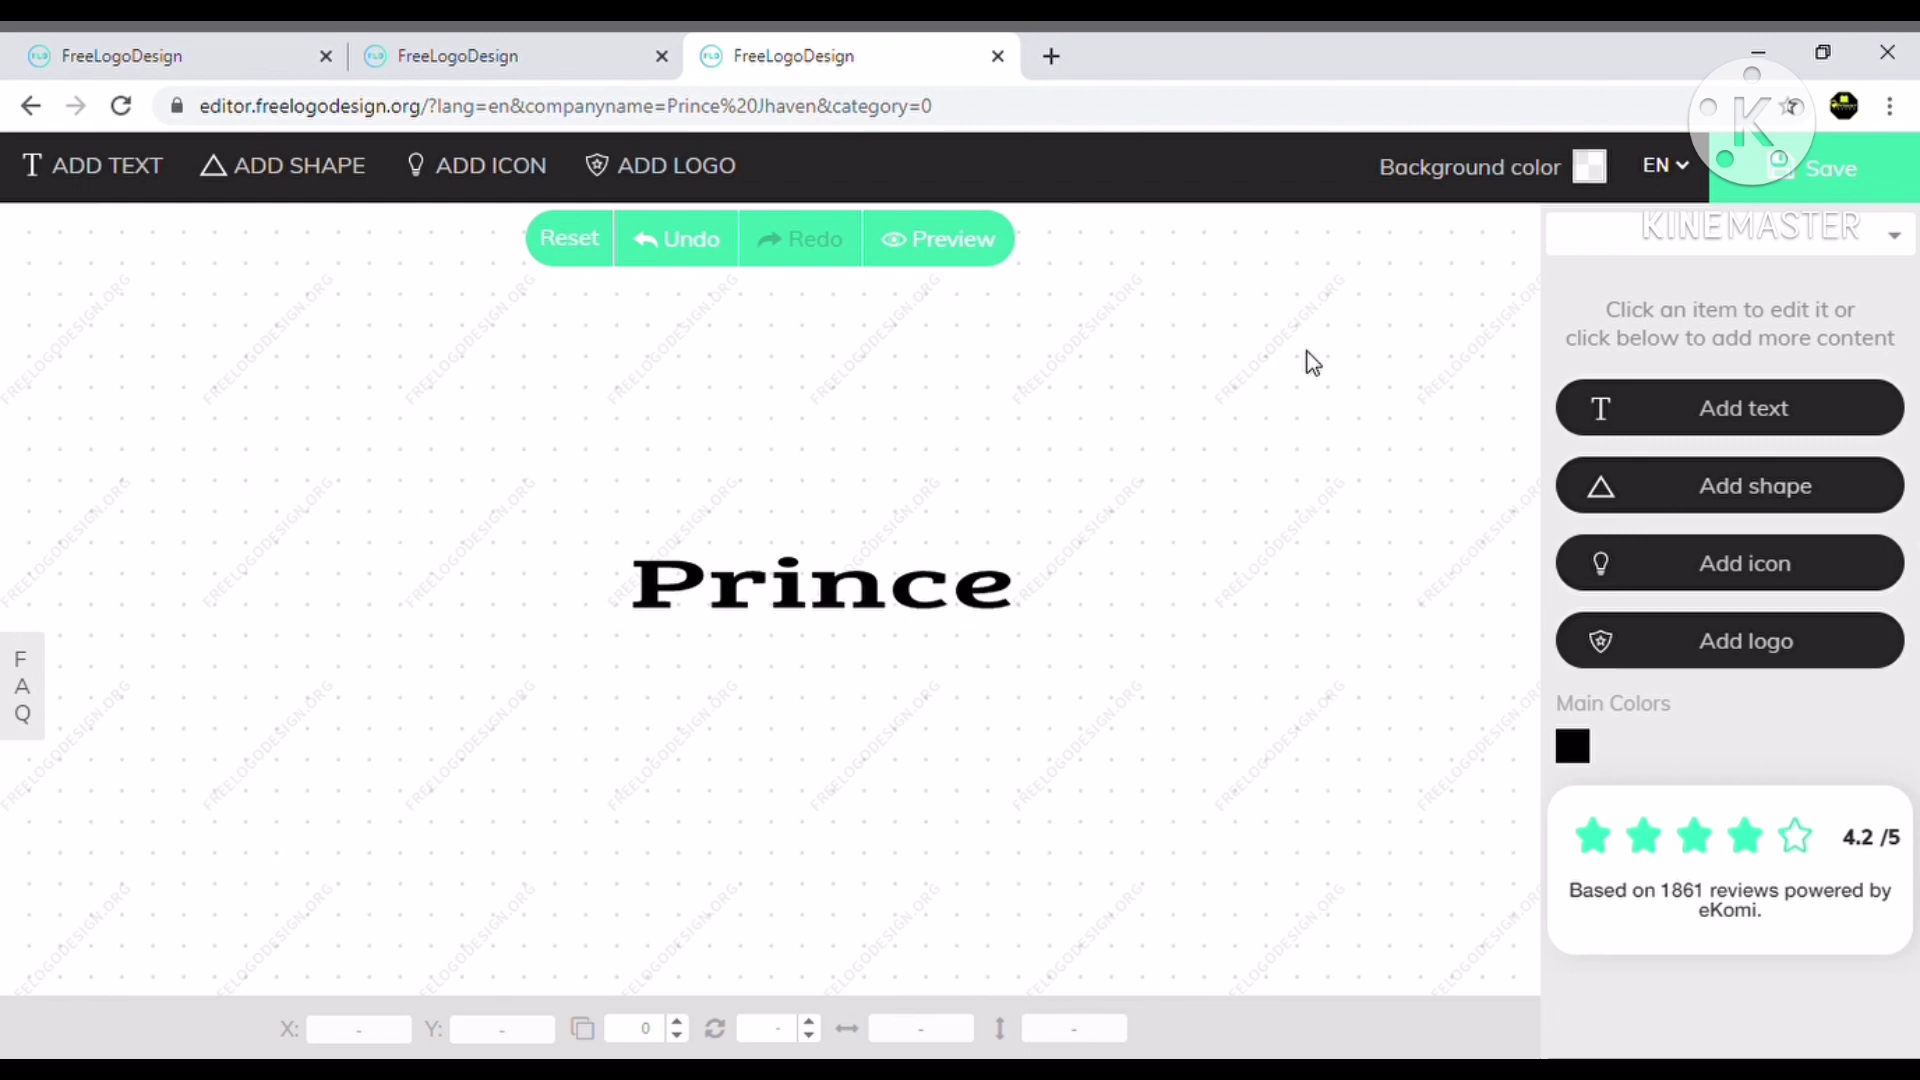 FreeLogoDesign
FreeLogoDesign
FreeLogoDesign
editor.freelogodesign.org/?lang=en&companyname=Prince%20Jhaven&category=0
ADD TEXT
ADD SHAPE
ADD ICON
ADD LOGO
Background color
EN
Save
K
KINEMASTER
Reset
Undo
Redo
Preview
Click an item to edit it or
click below to add more content
Add text
Add shape
Add icon
Add logo
Main Colors
4.2 /5
Based on 1861 reviews powered by
eKomi.
FREELOGODESIGN.ORG
Prince
F
A
Q
X: -
Y: -
0
-
-
-